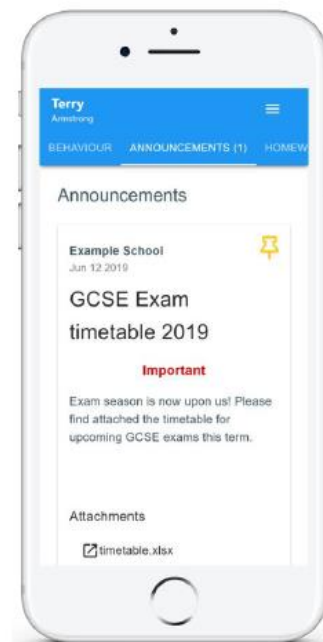 Terry
Armstrong
BEHAVIOUR ANNOUNCEMENTS (1) HOMEW
Announcements
Example School
Jun 12 2019
GCSE Exam
timetable 2019
Important
Exam season is now upon us! Please
find attached the timetable for
upcoming GCSE exams this term.
Attachments
timetable.xlsx